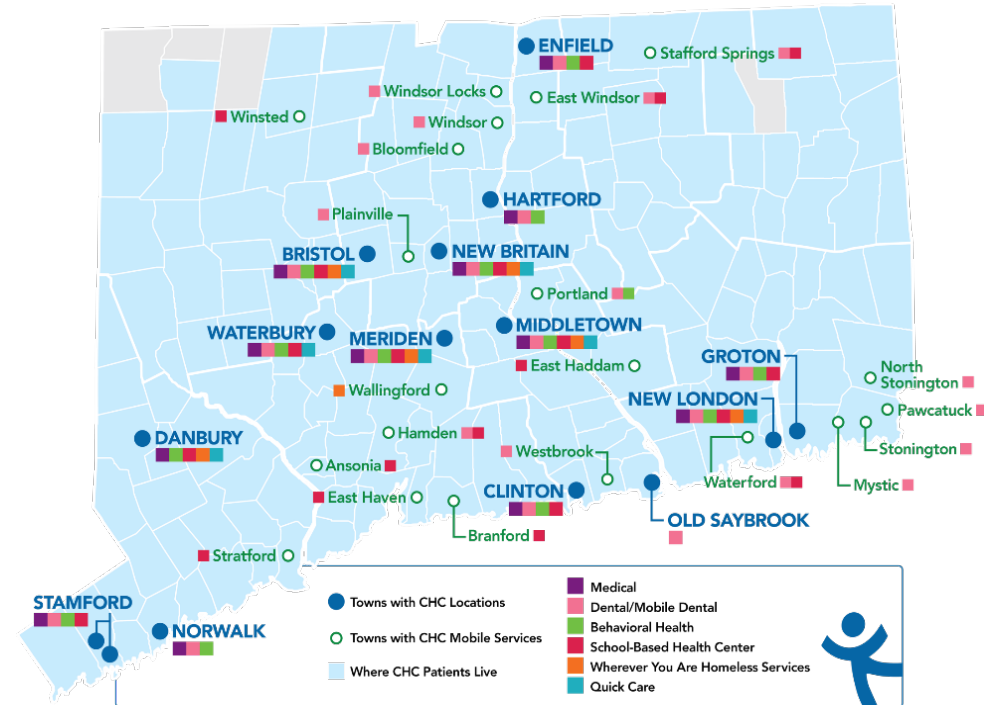 ENFIELD
Stafford Springs
Windsor Locks
East Windsor
Winsted
Windsor
Bloomfield
HARTFORD
Plainville
BRISTOL
NEW BRITAIN
Portland
WATERBURY
MERIDEN
MIDDLETOWN
GROTON
East Haddam
North
Stonington
Wallingford
NEW LONDON
Pawcatuck
DANBURY
Hamden
Westbrook
Stonington
Ansonia
Waterford
Mystic
East Haven
CLINTON
OLD SAYBROOK
Branford
Stratford
STAMFORD
NORWALK
Towns with CHC Locations
Towns with CHC Mobile Services
Where CHC Patients Live
Medical
Dental/Mobile Dental
Behavioral Health
School-Based Health Center
Wherever You Are Homeless Services
Quick Care